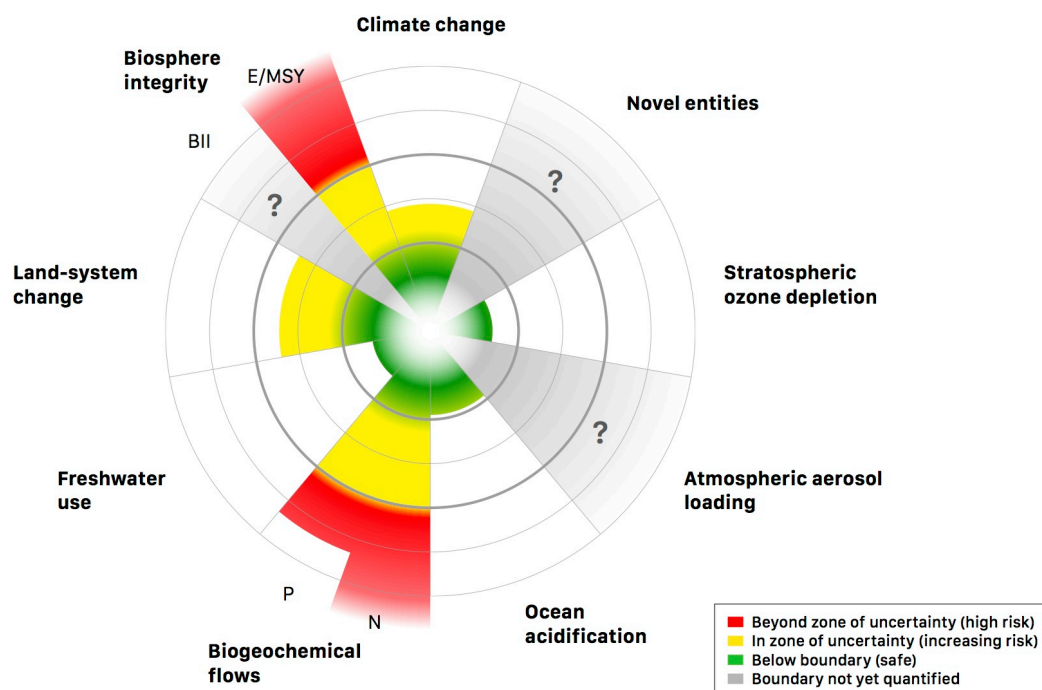 Climate change
Biosphere
integrity
E/MSY
Novel entities
BII
?
?
Land-system
change
Stratospheric
ozone depletion
?
Freshwater
use
Atmospheric aerosol
loading
P
N
Biogeochemical
flows
Ocean
acidification
Beyond zone of uncertainty (high risk)
In zone of uncertainty (increasing risk)
Below boundary (safe)
Boundary not yet quantified